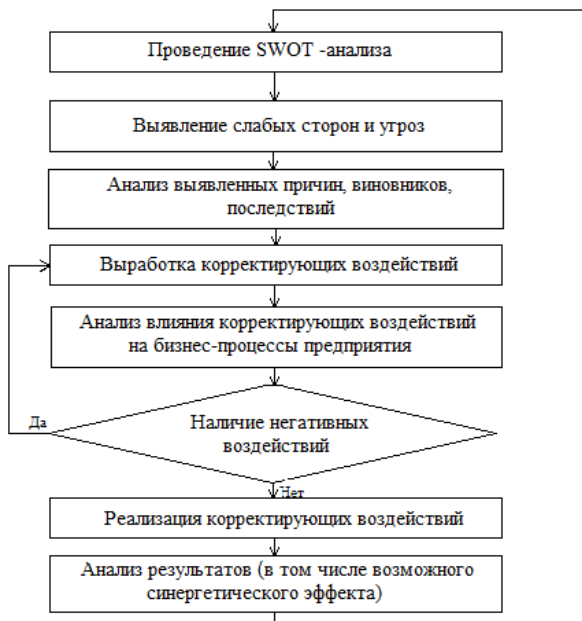 Проведение SWOT -анализа
Выявление слабых сторон и угроз
Анализ выявленных причин, виновников,
последствий
Выработка корректирующих воздействий
Анализ влияния корректирующих воздействий
на бизнес-процессы предприятия
Да
Наличие негативных
воздействий
Нет
Реализация корректирующих воздействий
Анализ результатов (в том числе возможного
синергетического эффекта)